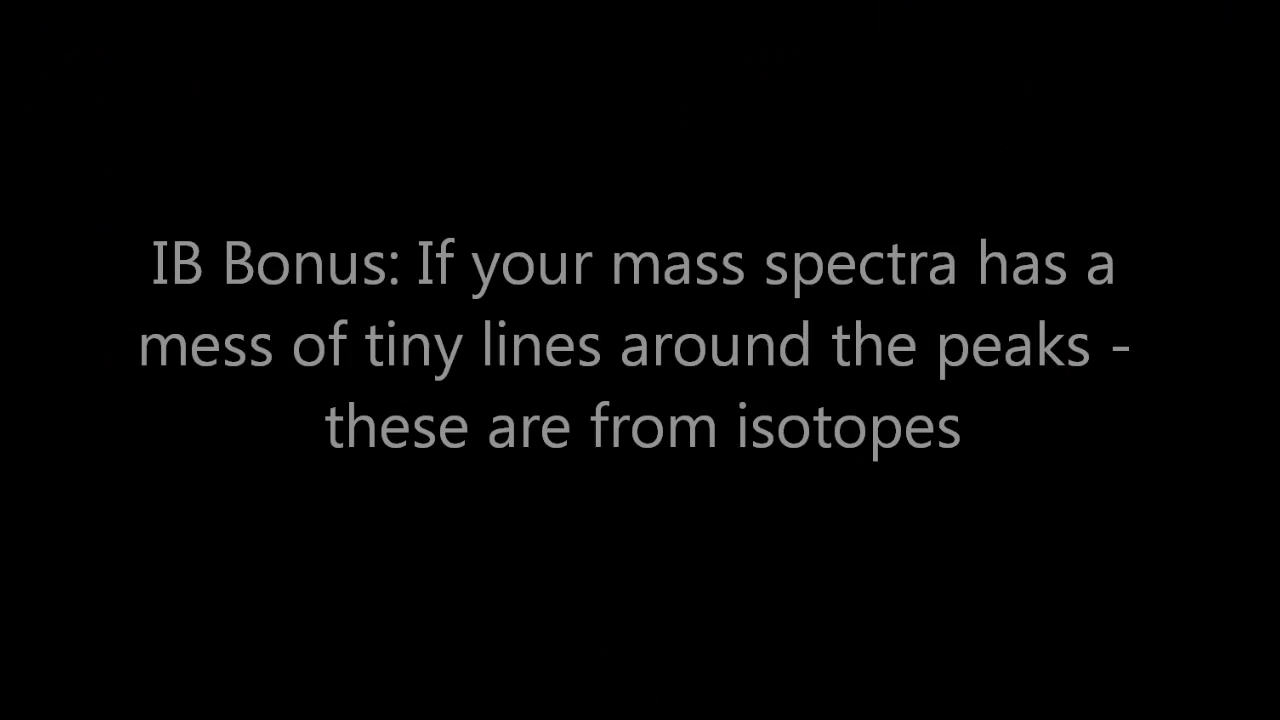 IB Bonus: If your mass spectra has a
mess of tiny lines around the peaks -
these are from isotopes